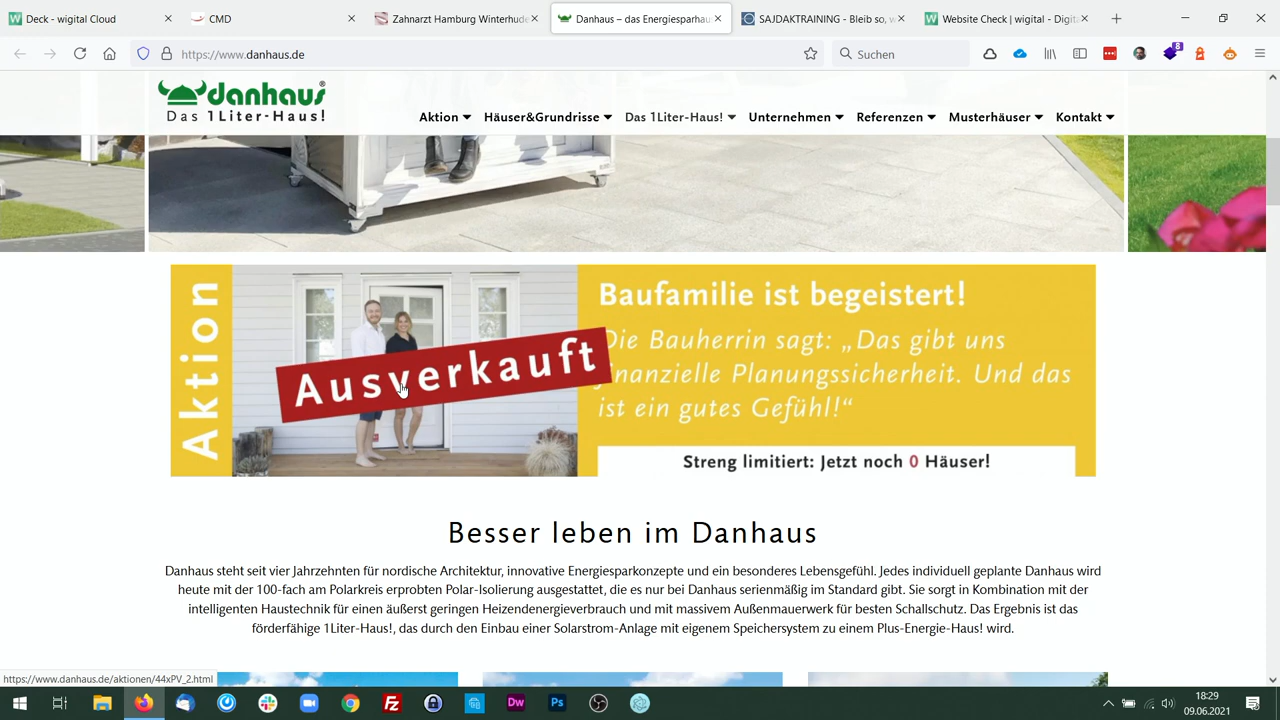 Deck - wigital Cloud
CMD
Zahnarzt Hamburg Winterhude
Danhaus – das Energiesparhaus
SAJDAKTRAINING - Bleib so, w
Website Check | wigital - Digit
https://www.danhaus.de
Suchen
8
danhaus®
Das 1Liter-Haus!
Aktion
Häuser&Grundrisse
Das 1Liter-Haus!
Unternehmen
Referenzen
Musterhäuser
Kontakt
Aktion
Ausverkauft
Baufamilie ist begeistert!
Die Bauherrin sagt: „Das gibt uns
finanzielle Planungssicherheit. Und das
ist ein gutes Gefühl!“
Streng limitiert: Jetzt noch 0 Häuser!
Besser leben im Danhaus
Danhaus steht seit vier Jahrzehnten für nordische Architektur, innovative Energiesparkonzepte und ein besonderes Lebensgefühl. Jedes individuell geplante Danhaus wird
heute mit der 100-fach am Polarkreis erprobten Polar-Isolierung ausgestattet, die es nur bei Danhaus serienmäßig im Standard gibt. Sie sorgt in Kombination mit der
intelligenten Haustechnik für einen äußerst geringen Heizendenergieverbrauch und mit massivem Außenmauerwerk für besten Schallschutz. Das Ergebnis ist das
förderfähige 1Liter-Haus!, das durch den Einbau einer Solarstrom-Anlage mit eigenem Speichersystem zu einem Plus-Energie-Haus! wird.
https://www.danhaus.de/aktionen/44xPV_2.html
Dw
Ps
18:29
09.06.2021